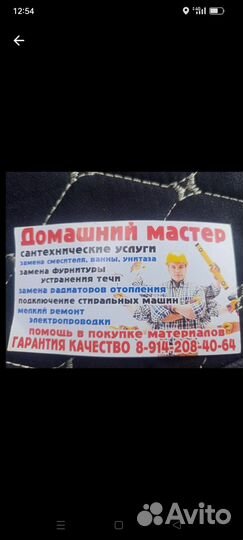 12:54
Домашний мастер
сантехнические услуги
замена смесителя, ванны, унитаза
замена фурнитуры
устранения течи
замена радиаторов отопления
подключение стиральных машин
мелкий ремонт
электропроводки
помощь в покупке материалов
ГАРАНТИЯ КАЧЕСТВО 8-914-208-40-64
Avito